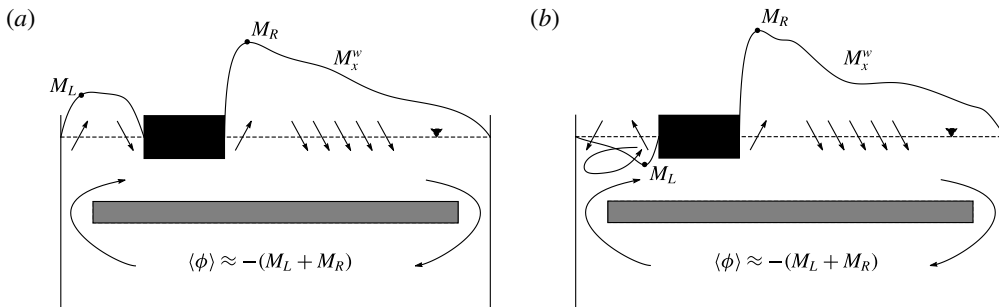 (a)
M_R
M_x^w
M_L
⟨ϕ⟩ ≈ −(M_L + M_R)
(b)
M_R
M_x^w
M_L
⟨ϕ⟩ ≈ −(M_L + M_R)